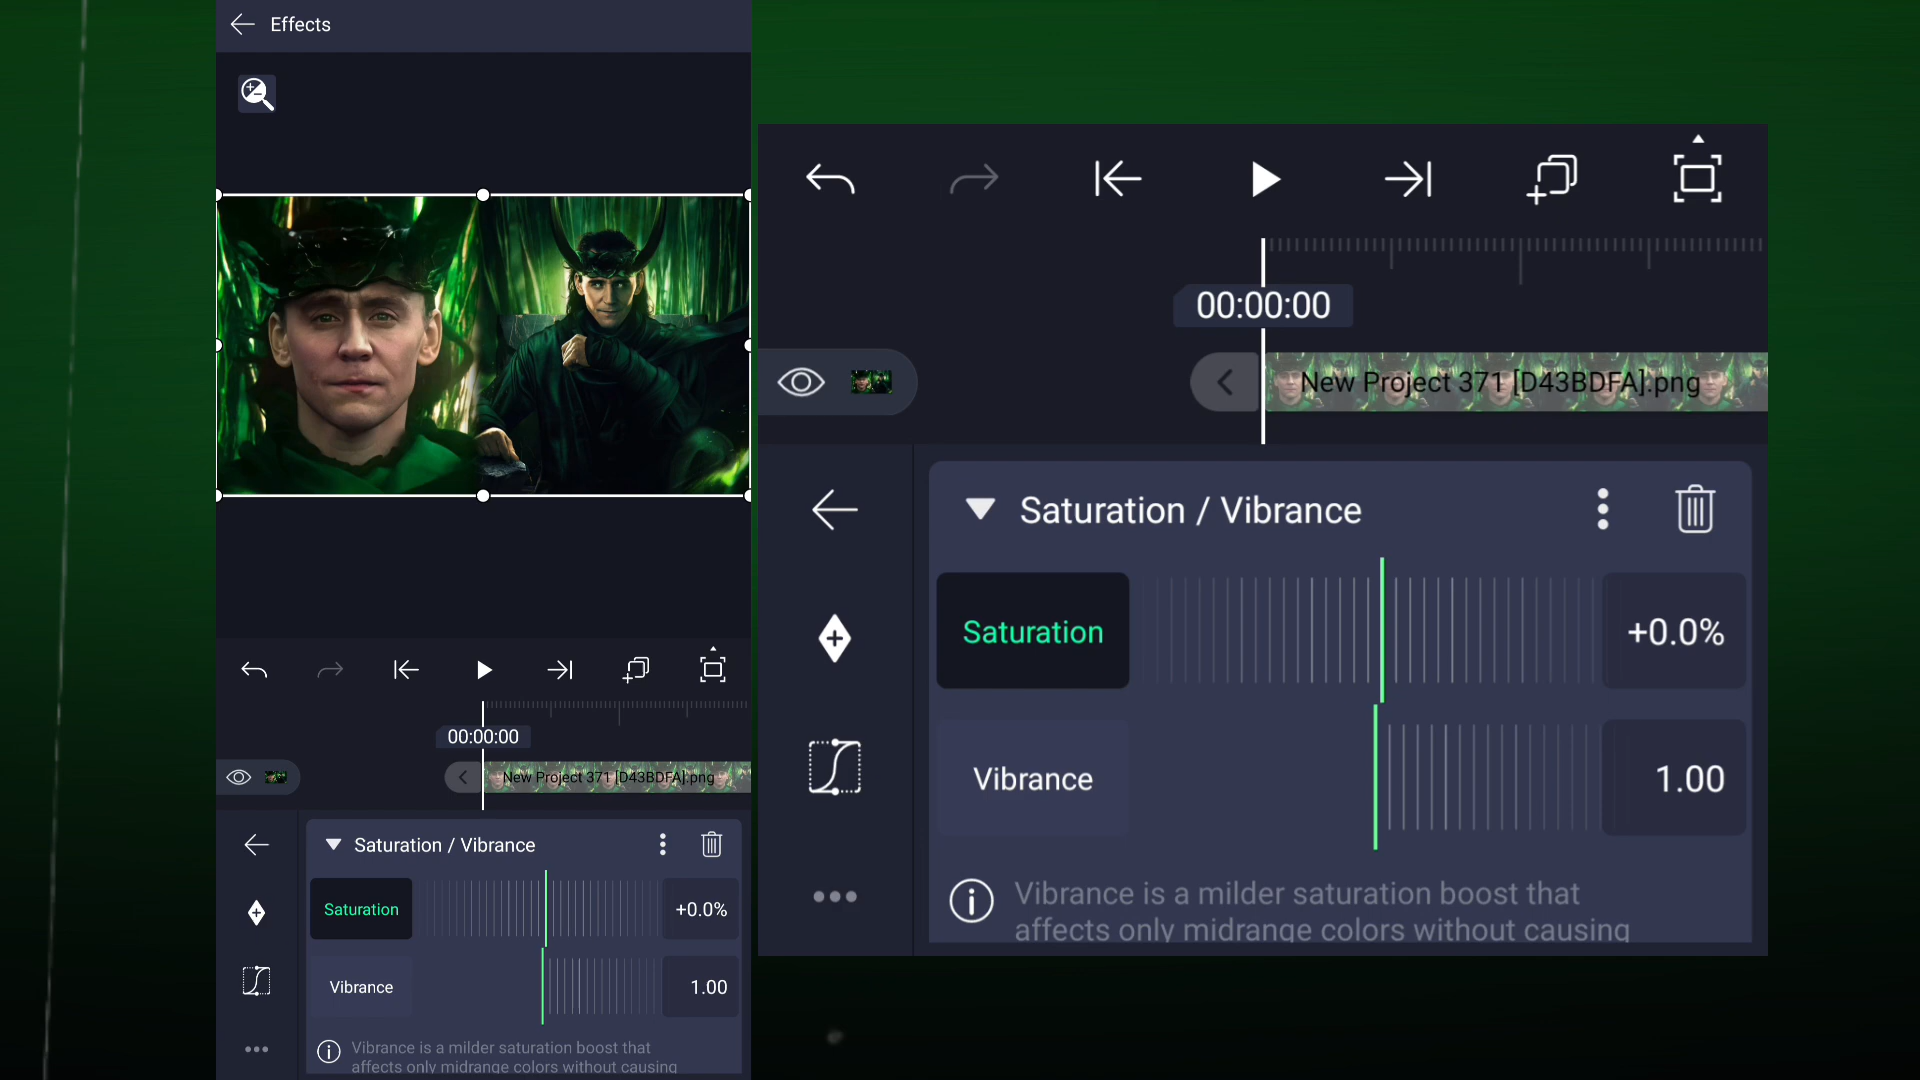 Effects
00:00:00
New Project 371 [D43BDFA].png
Saturation / Vibrance
Saturation
+0.0%
Vibrance
1.00
Vibrance is a milder saturation boost that
affects only midrange colors without causing
00:00:00
New Project 371 [D43BDFA].png
Saturation / Vibrance
Saturation
+0.0%
Vibrance
1.00
Vibrance is a milder saturation boost that
affects only midrange colors without causing